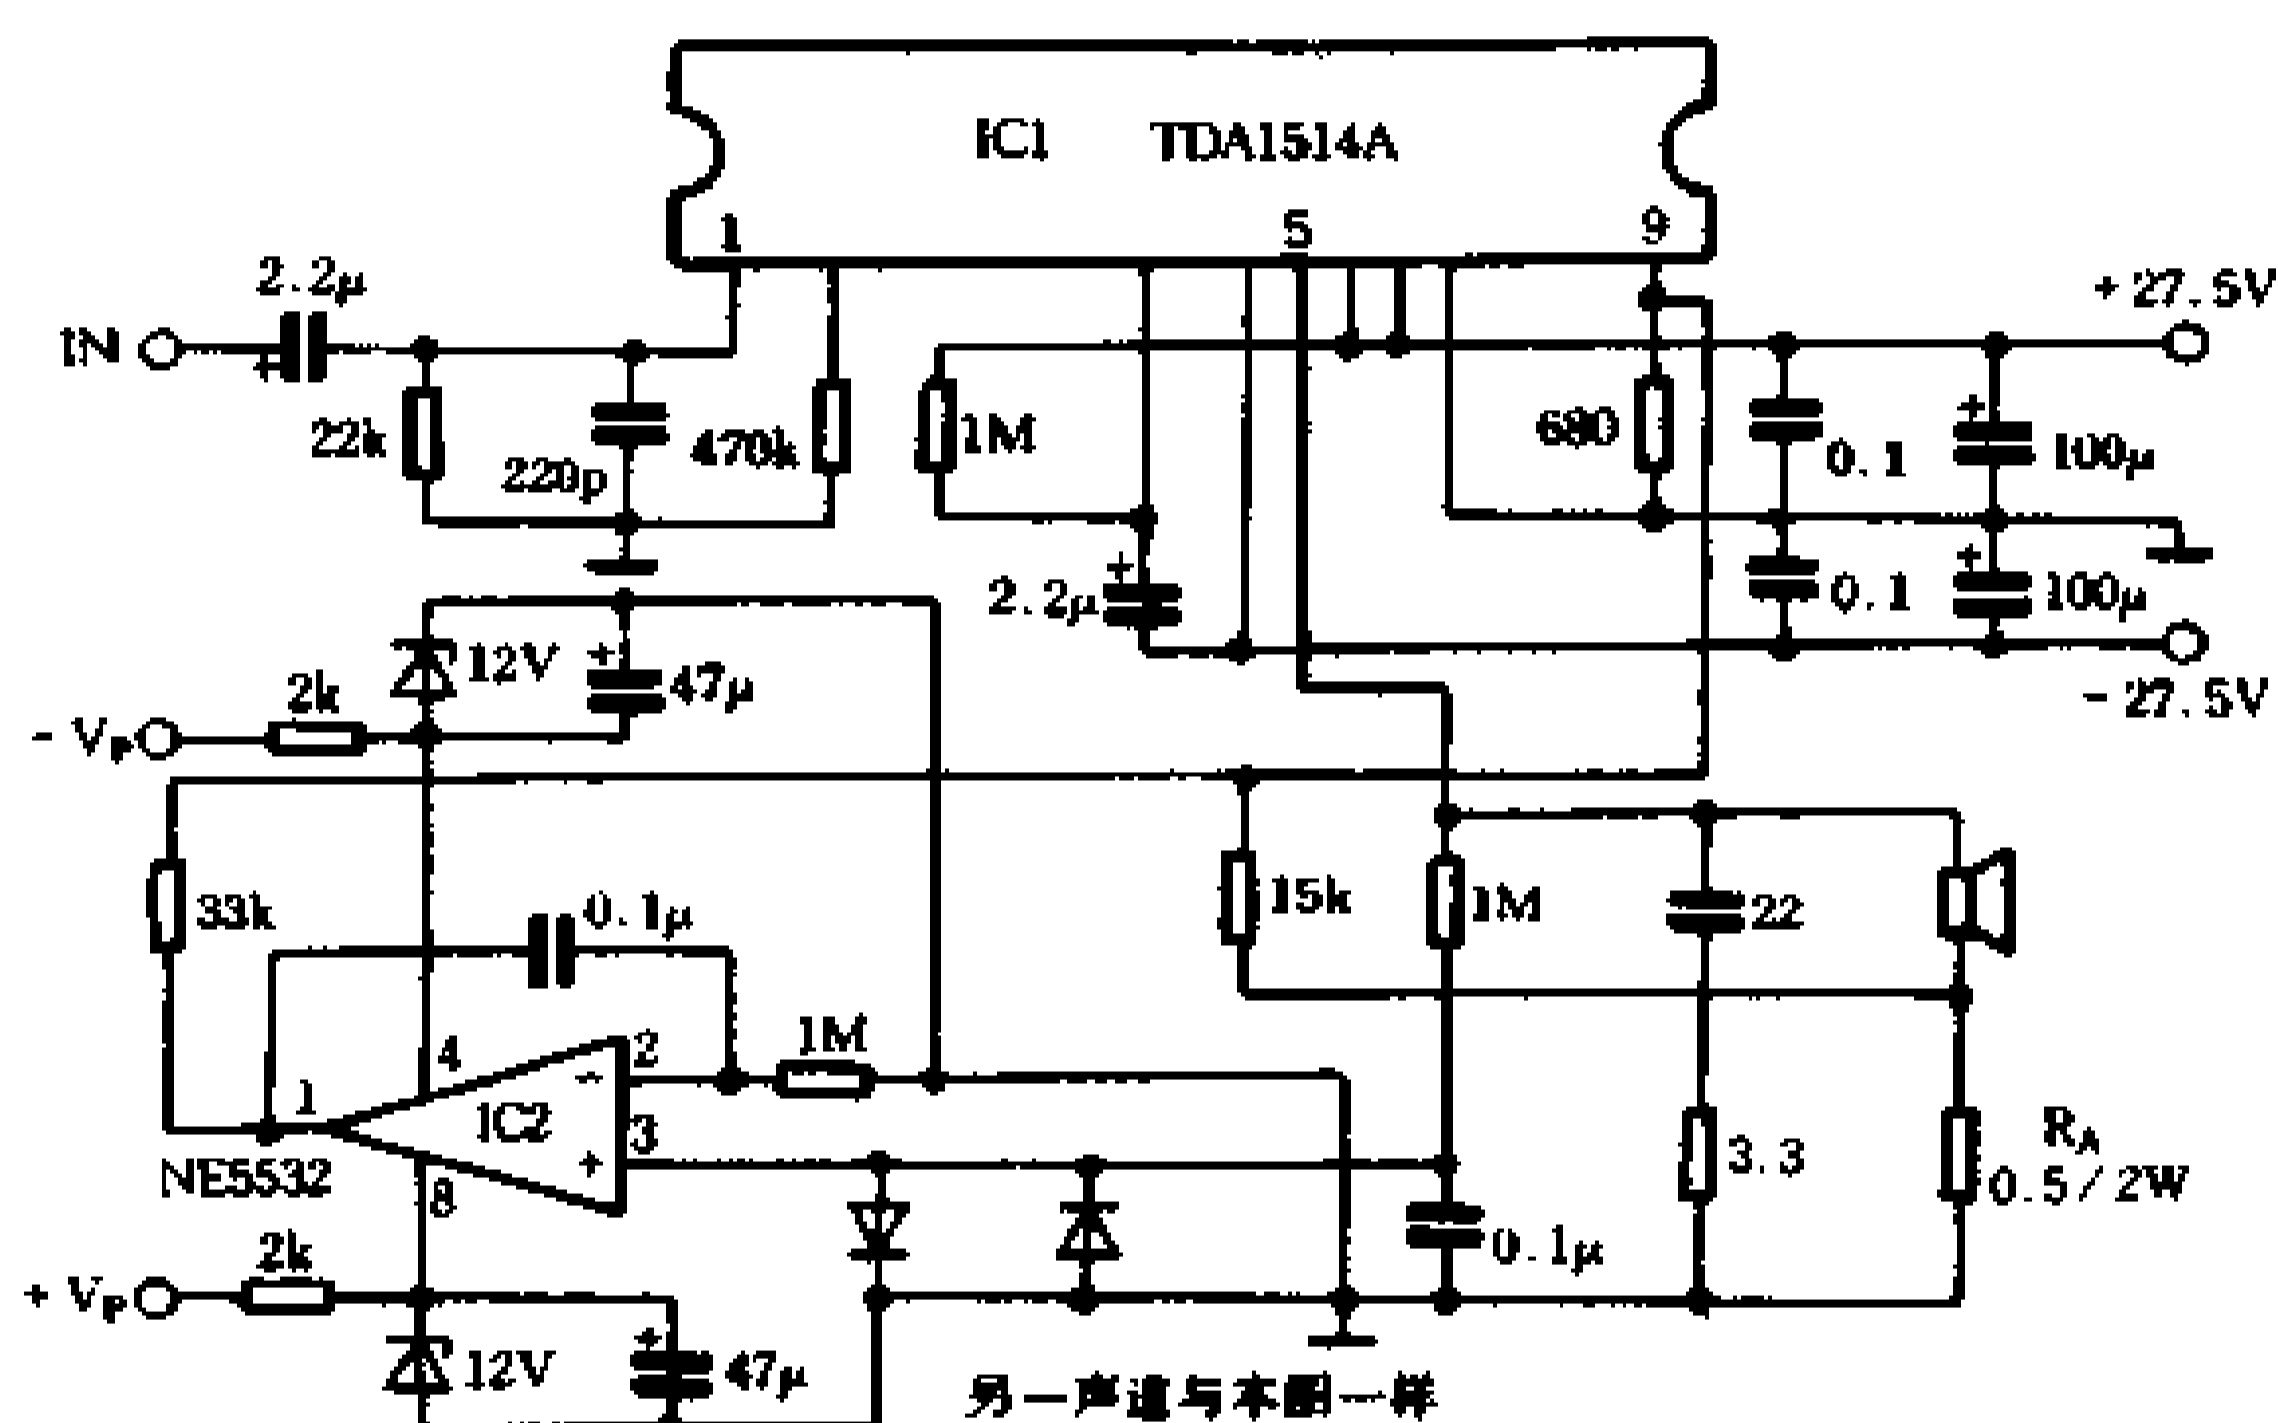 IC1 TDA1514A
1 5 9
2.2μ
+ 27.5V
IN
+
22k
220p
470k
1M
680
+
0.1
100μ
+
2.2μ
+
0.1
100μ
12V
+
47μ
2k
- 27.5V
- Vp
33k
0.1μ
15k
1M
22
1M
4
2
-
1
IC2
3
+
NE5532
8
3.3
RA
0.5/2W
0.1μ
2k
+ Vp
12V
+
47μ
另一声道与本图一样